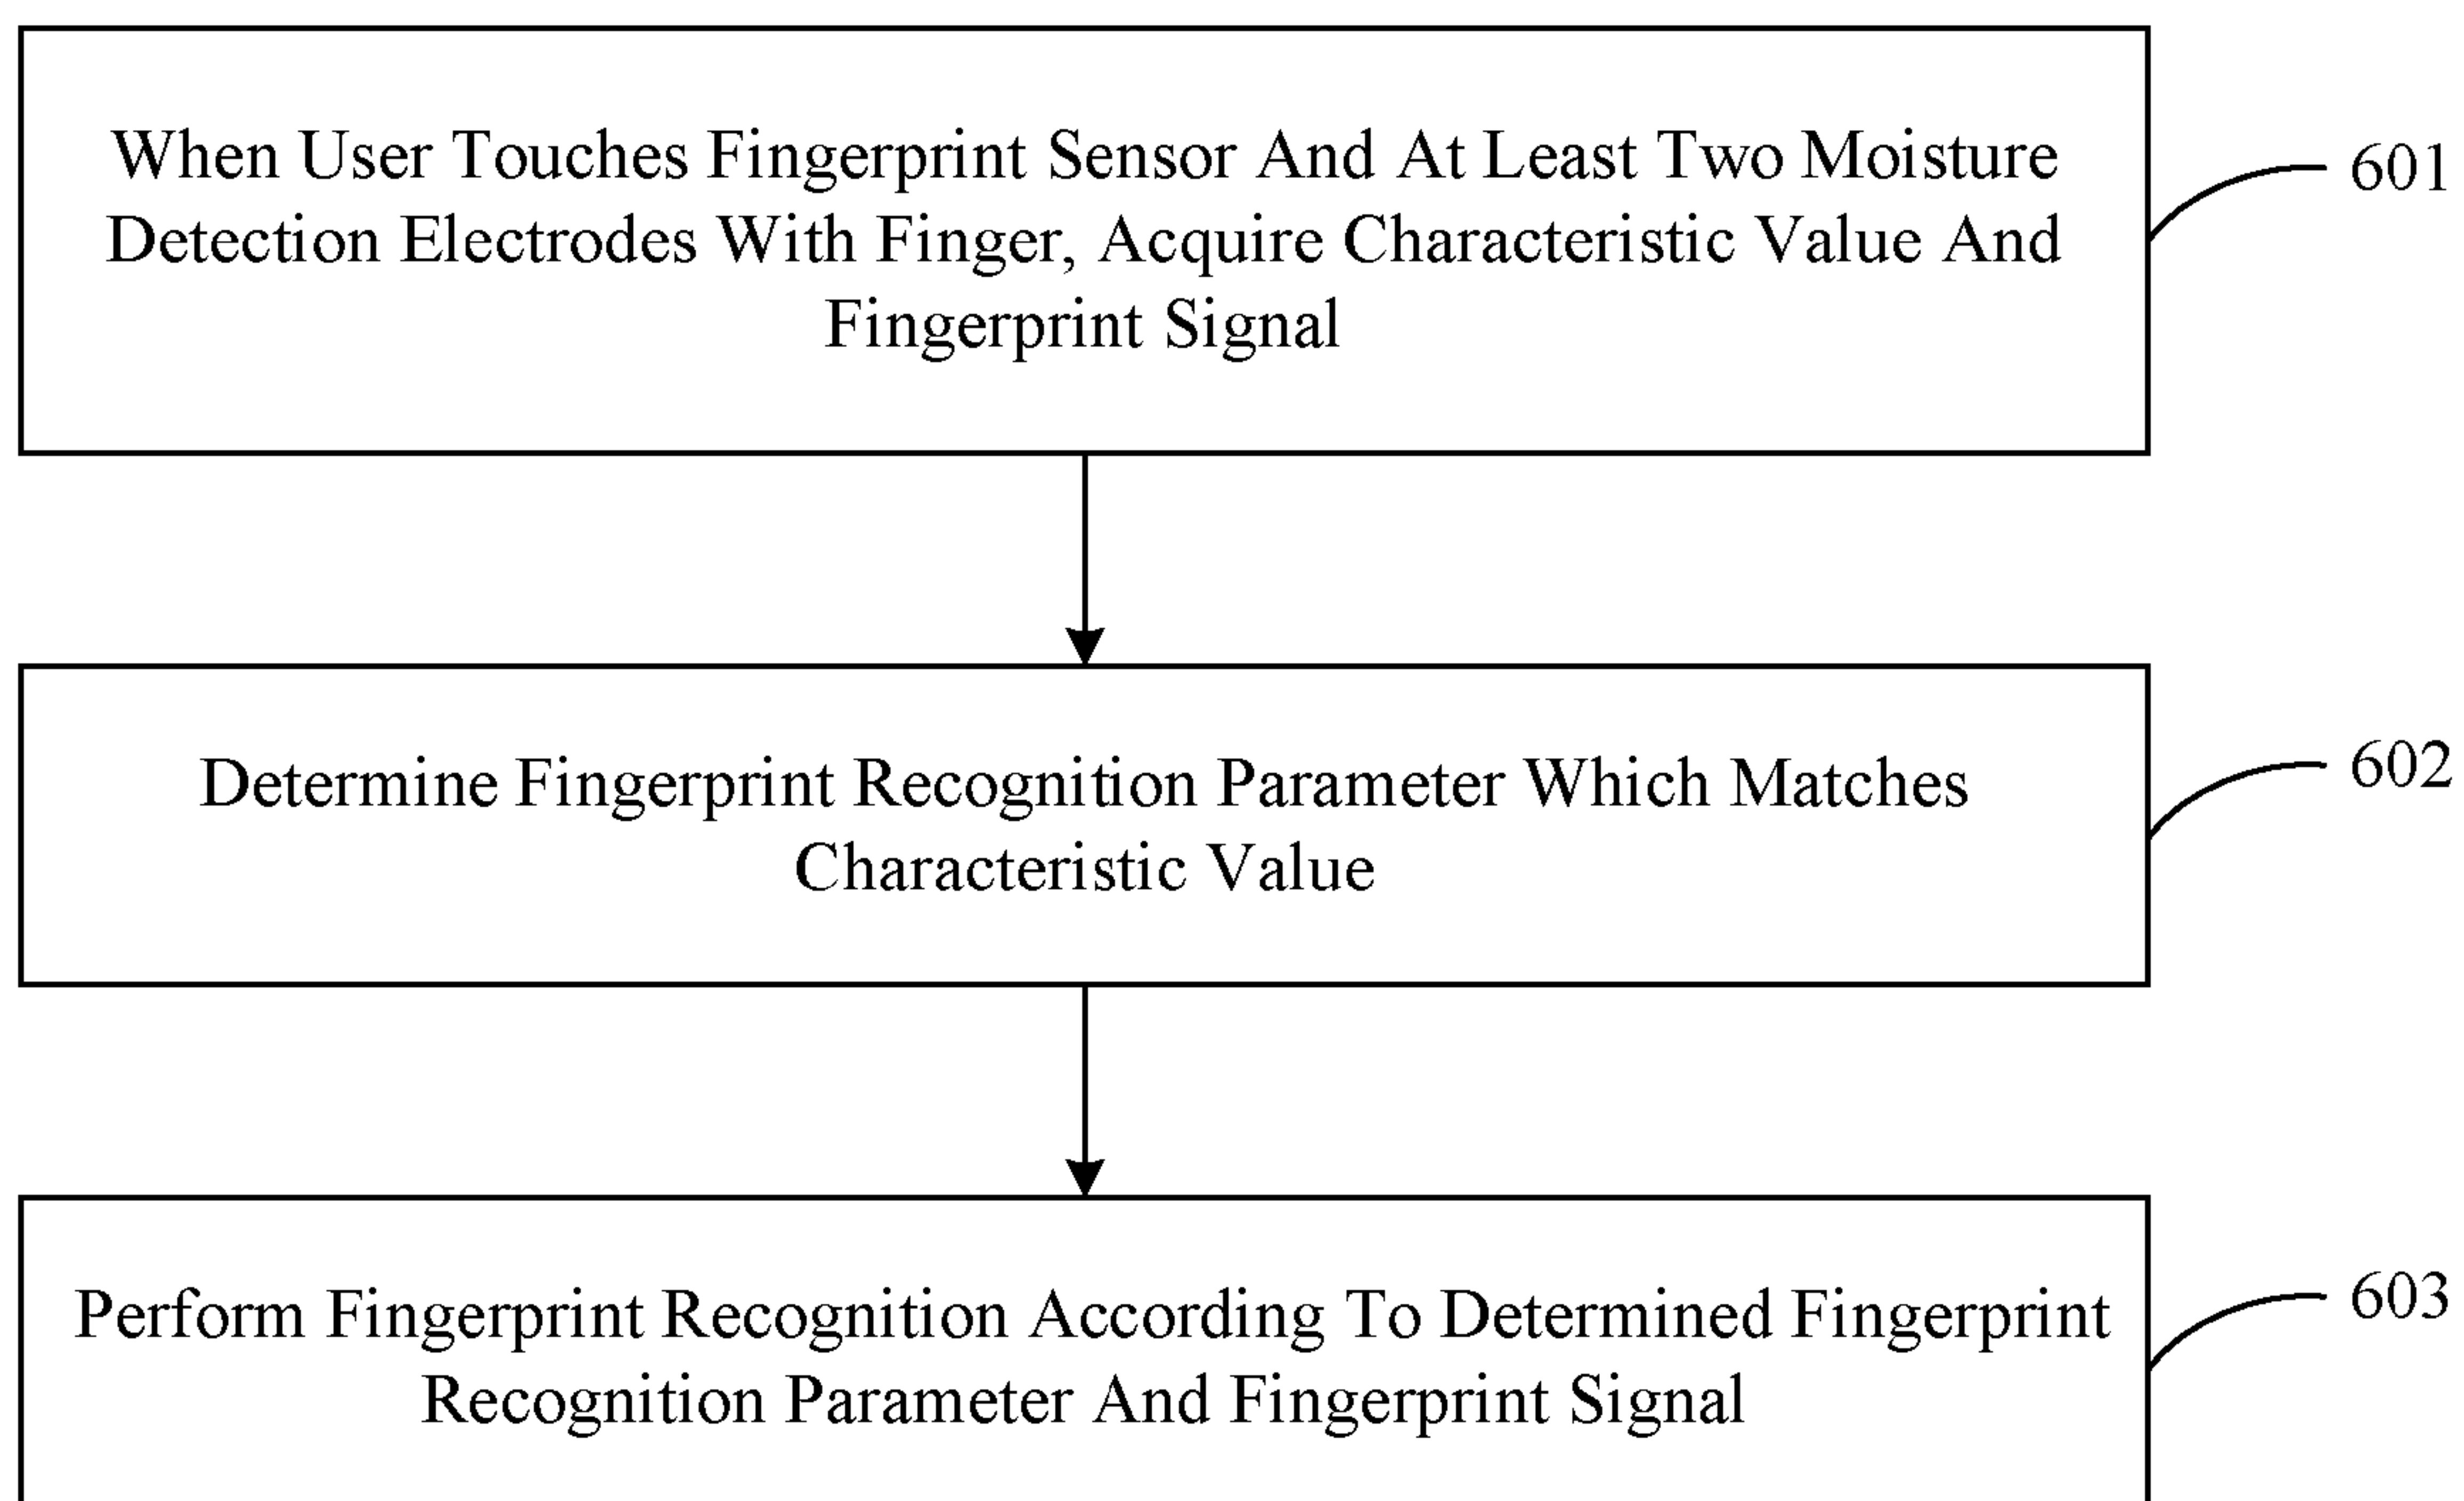 When User Touches Fingerprint Sensor And At Least Two Moisture
Detection Electrodes With Finger, Acquire Characteristic Value And
Fingerprint Signal
601
Determine Fingerprint Recognition Parameter Which Matches
Characteristic Value
602
Perform Fingerprint Recognition According To Determined Fingerprint
Recognition Parameter And Fingerprint Signal
603